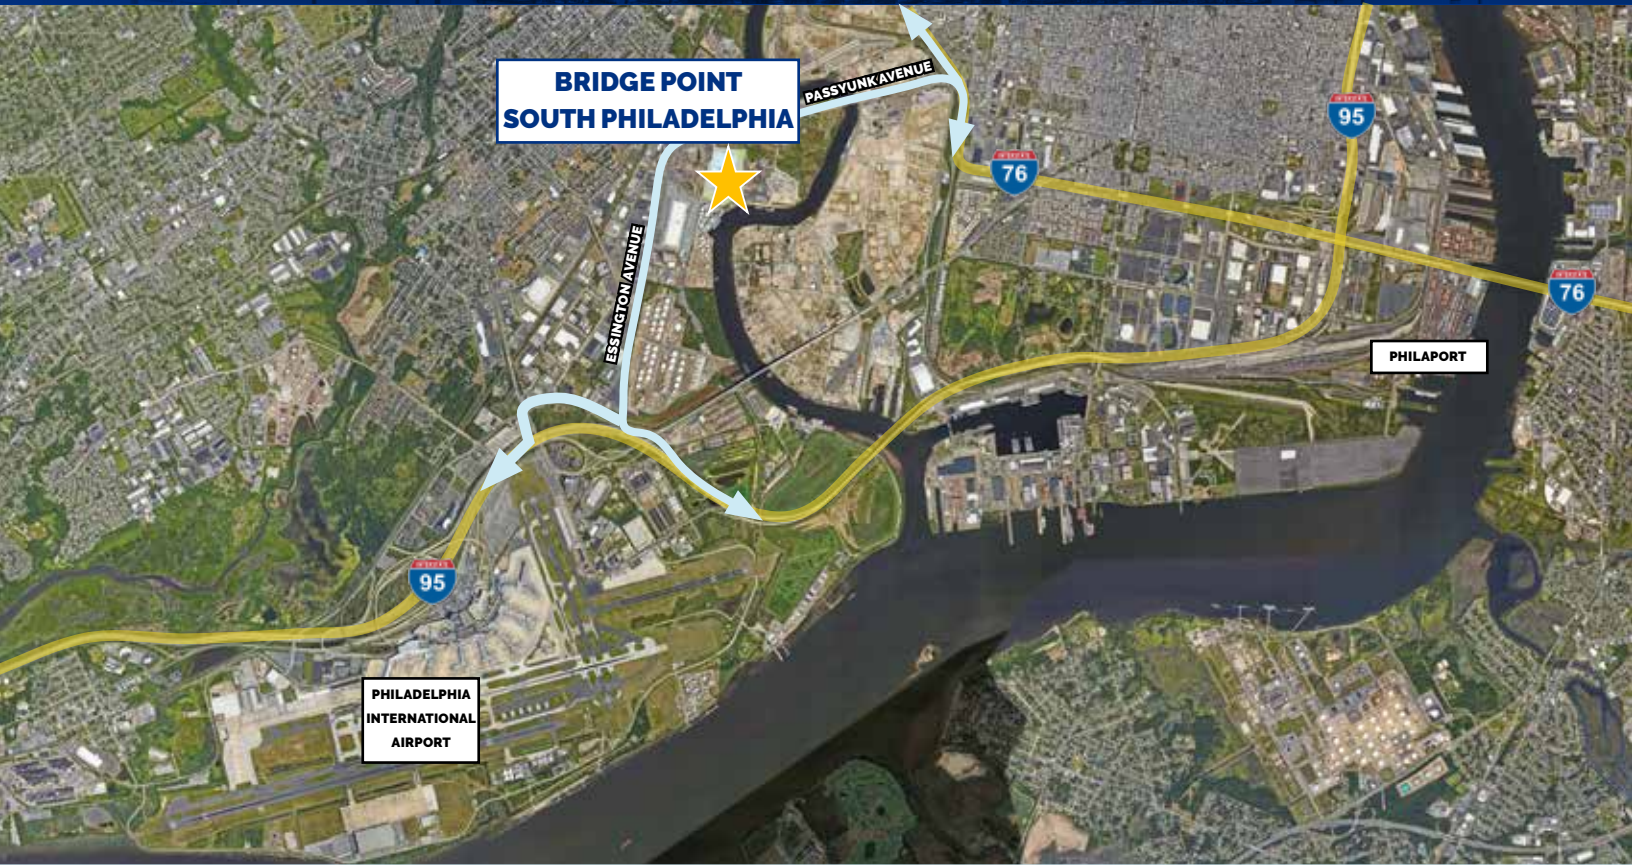 BRIDGE POINT
SOUTH PHILADELPHIA
PASSYUNK AVENUE
95
76
ESSINGTON AVENUE
76
PHILAPORT
95
PHILADELPHIA
INTERNATIONAL
AIRPORT